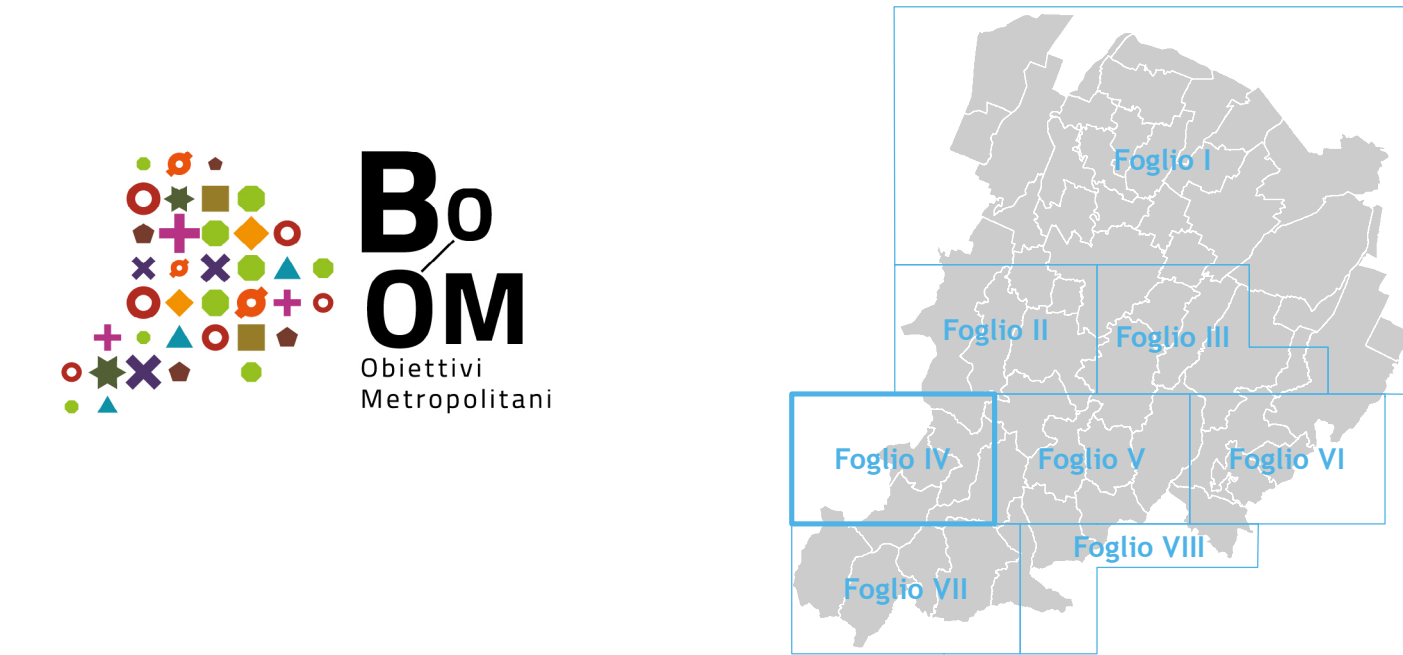 Bo
OM
Obiettivi
Metropolitani
Foglio I
Foglio II
Foglio III
Foglio IV
Foglio V
Foglio VI
Foglio VII
Foglio VIII